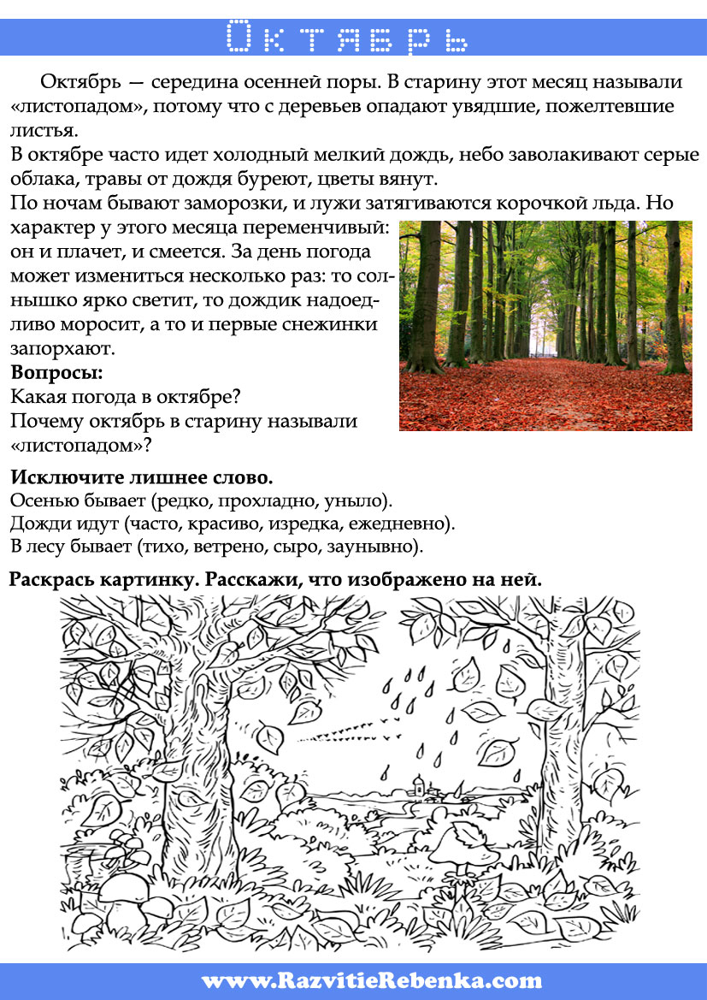 Октябрь
Октябрь — середина осенней поры. В старину этот месяц называли
«листопадом», потому что с деревьев опадают увядшие, пожелтевшие
листья.
В октябре часто идет холодный мелкий дождь, небо заволакивают серые
облака, травы от дождя буреют, цветы вянут.
По ночам бывают заморозки, и лужи затягиваются корочкой льда. Но
характер у этого месяца переменчивый:
он и плачет, и смеется. За день погода
может измениться несколько раз: то сол-
нышко ярко светит, то дождик надоед-
ливо моросит, а то и первые снежинки
запорхают.
Вопросы:
Какая погода в октябре?
Почему октябрь в старину называли
«листопадом»?
Исключите лишнее слово.
Осенью бывает (редко, прохладно, уныло).
Дожди идут (часто, красиво, изредка, ежедневно).
В лесу бывает (тихо, ветрено, сыро, заунывно).
Раскрась картинку. Расскажи, что изображено на ней.
www.RazvitieRebenka.com